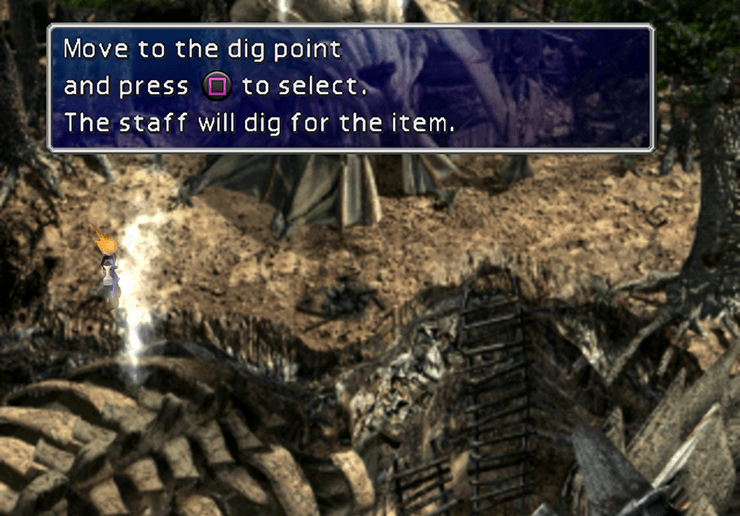 Move to the dig point
and press to select.
The staff will dig for the item.